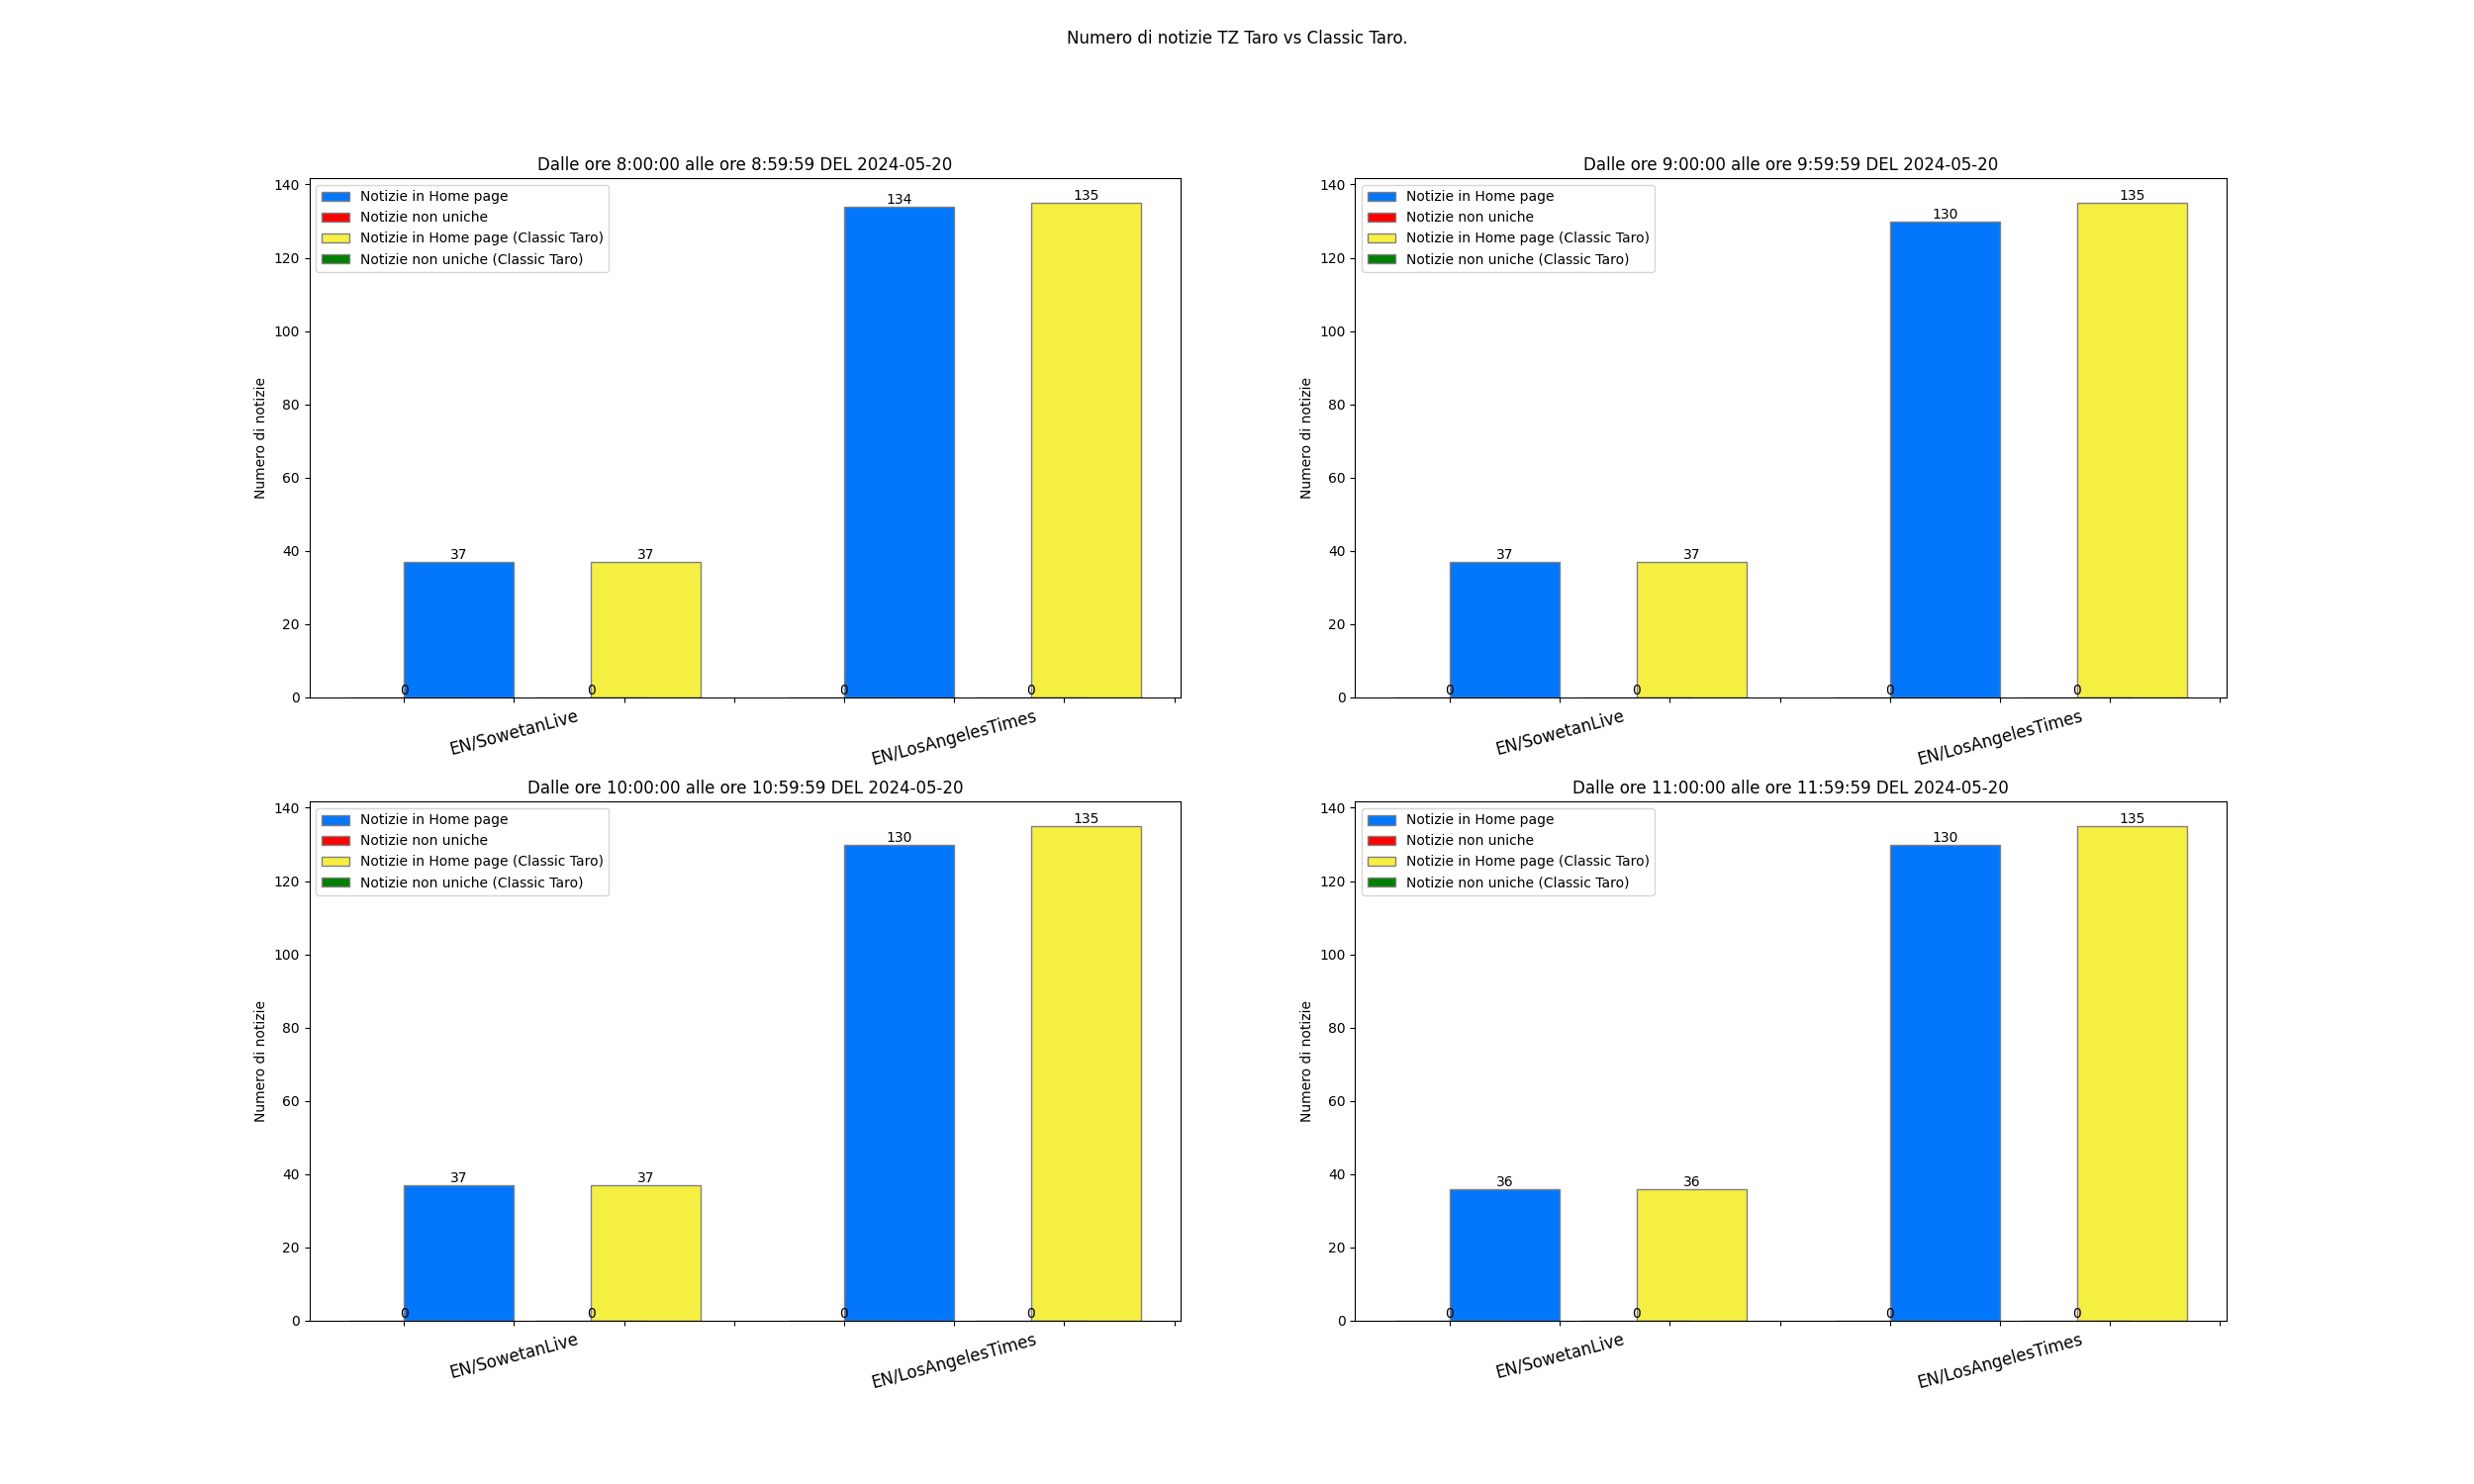 Numero di notizie TZ Taro vs Classic Taro.
Dalle ore 8:00:00 alle ore 8:59:59 DEL 2024-05-20
Numero di notizie
140
120
100
80
60
40
20
0
Notizie in Home page
Notizie non uniche
Notizie in Home page (Classic Taro)
Notizie non uniche (Classic Taro)
37
37
134
135
0
0
0
0
EN/SowetanLive
EN/LosAngelesTimes
Dalle ore 9:00:00 alle ore 9:59:59 DEL 2024-05-20
Numero di notizie
140
120
100
80
60
40
20
0
Notizie in Home page
Notizie non uniche
Notizie in Home page (Classic Taro)
Notizie non uniche (Classic Taro)
37
37
130
135
0
0
0
0
EN/SowetanLive
EN/LosAngelesTimes
Dalle ore 10:00:00 alle ore 10:59:59 DEL 2024-05-20
Numero di notizie
140
120
100
80
60
40
20
0
Notizie in Home page
Notizie non uniche
Notizie in Home page (Classic Taro)
Notizie non uniche (Classic Taro)
37
37
130
135
0
0
0
0
EN/SowetanLive
EN/LosAngelesTimes
Dalle ore 11:00:00 alle ore 11:59:59 DEL 2024-05-20
Numero di notizie
140
120
100
80
60
40
20
0
Notizie in Home page
Notizie non uniche
Notizie in Home page (Classic Taro)
Notizie non uniche (Classic Taro)
36
36
130
135
0
0
0
0
EN/SowetanLive
EN/LosAngelesTimes